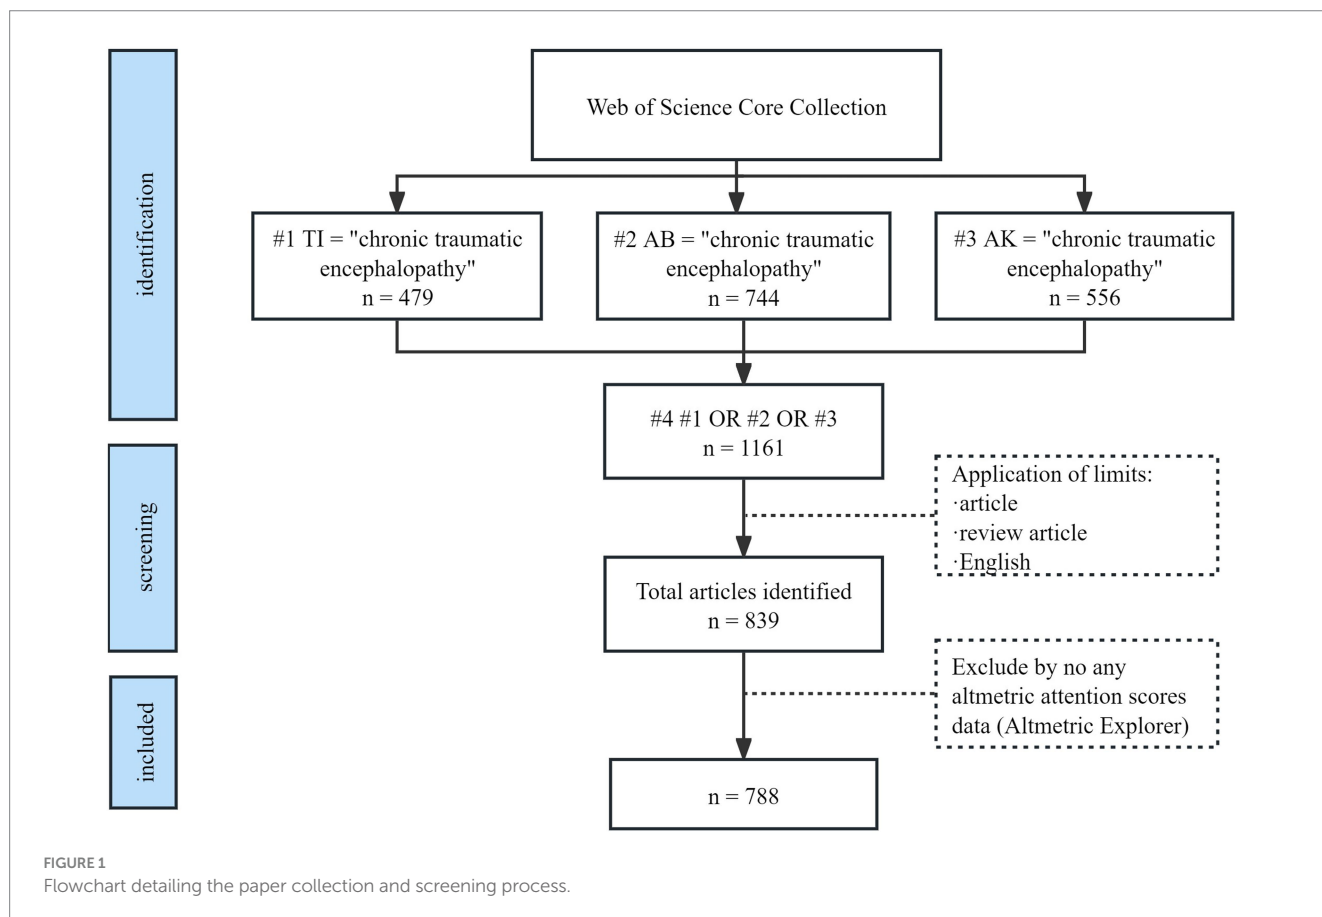 identification
Web of Science Core Collection
#1 TI = "chronic traumatic
encephalopathy"
n = 479
#2 AB = "chronic traumatic
encephalopathy"
n = 744
#3 AK = "chronic traumatic
encephalopathy"
n = 556
#4 #1 OR #2 OR #3
n = 1161
screening
Application of limits:
·article
·review article
·English
Total articles identified
n = 839
Exclude by no any
altmetric attention scores
data (Altmetric Explorer)
included
n = 788
FIGURE 1
Flowchart detailing the paper collection and screening process.